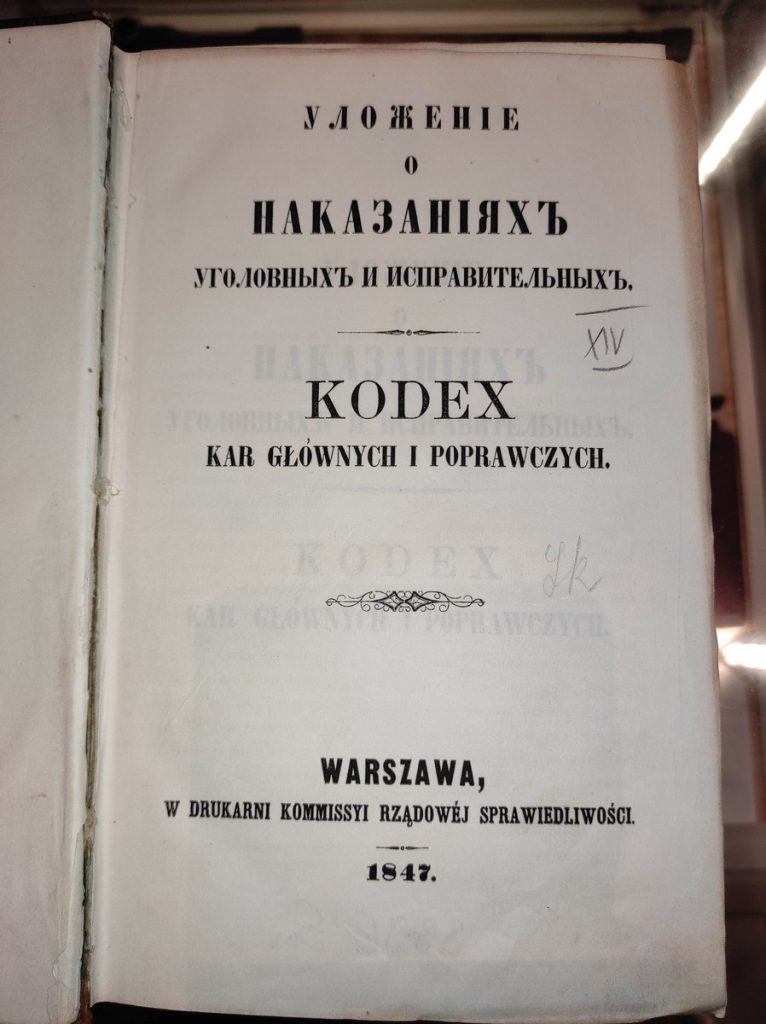 УЛОЖЕНІЕ
О
НАКАЗАНІЯХЪ
УГОЛОВНЫХЪ И ИСПРАВИТЕЛЬНЫХЪ.
XIV
KODEX
KAR GŁÓWNYCH I POPRAWCZYCH.
WARSZAWA,
W DRUKARNI KOMMISSYI RZĄDOWÉJ SPRAWIEDLIWOŚCI.
1847.